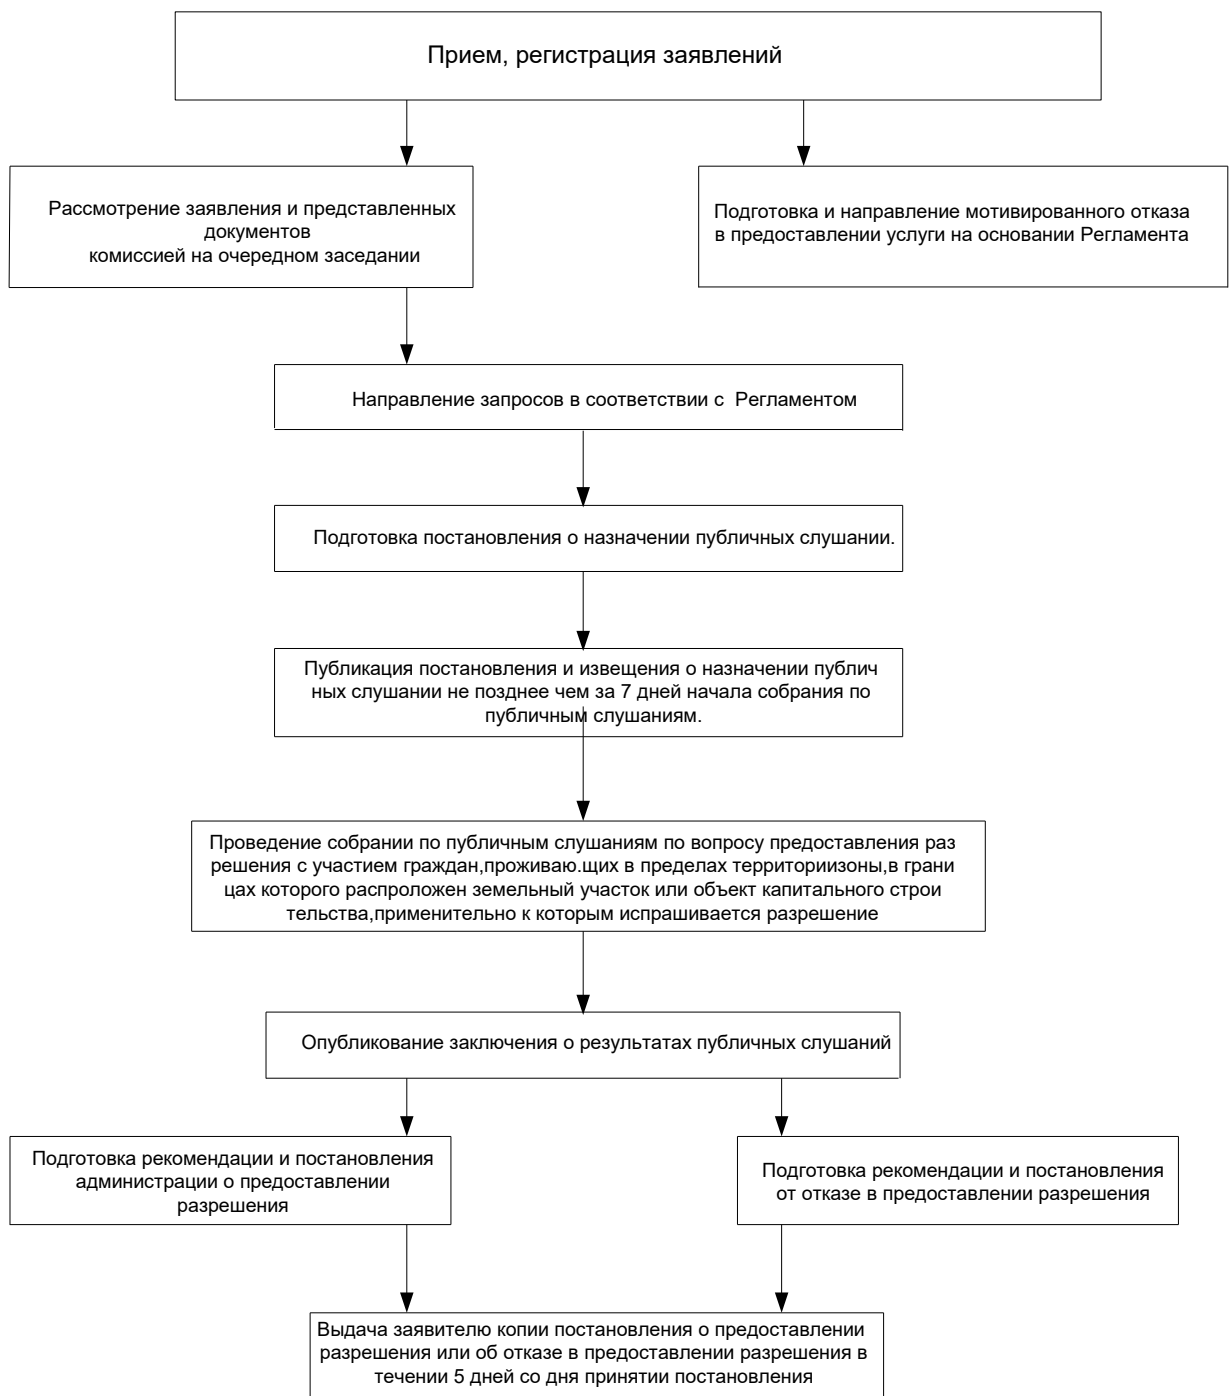 Прием, регистрация заявлений
Рассмотрение заявления и представленных
документов
комиссией на очередном заседании
Подготовка и направление мотивированного отказа
в предоставлении услуги на основании Регламента
Направление запросов в соответствии с  Регламентом
Подготовка постановления о назначении публичных слушании.
Публикация постановления и извещения о назначении публич
ных слушании не позднее чем за 7 дней начала собрания по
публичным слушаниям.
Проведение собрании по публичным слушаниям по вопросу предоставления раз
решения с участием граждан,проживаю.щих в пределах территориизоны,в грани
цах которого распроложен земельный участок или объект капитального строи
тельства,применительно к которым испрашивается разрешение
Опубликование заключения о результатах публичных слушаний
Подготовка рекомендации и постановления
администрации о предоставлении
разрешения
Подготовка рекомендации и постановления
от отказе в предоставлении разрешения
Выдача заявителю копии постановления о предоставлении
разрешения или об отказе в предоставлении разрешения в
течении 5 дней со дня принятии постановления